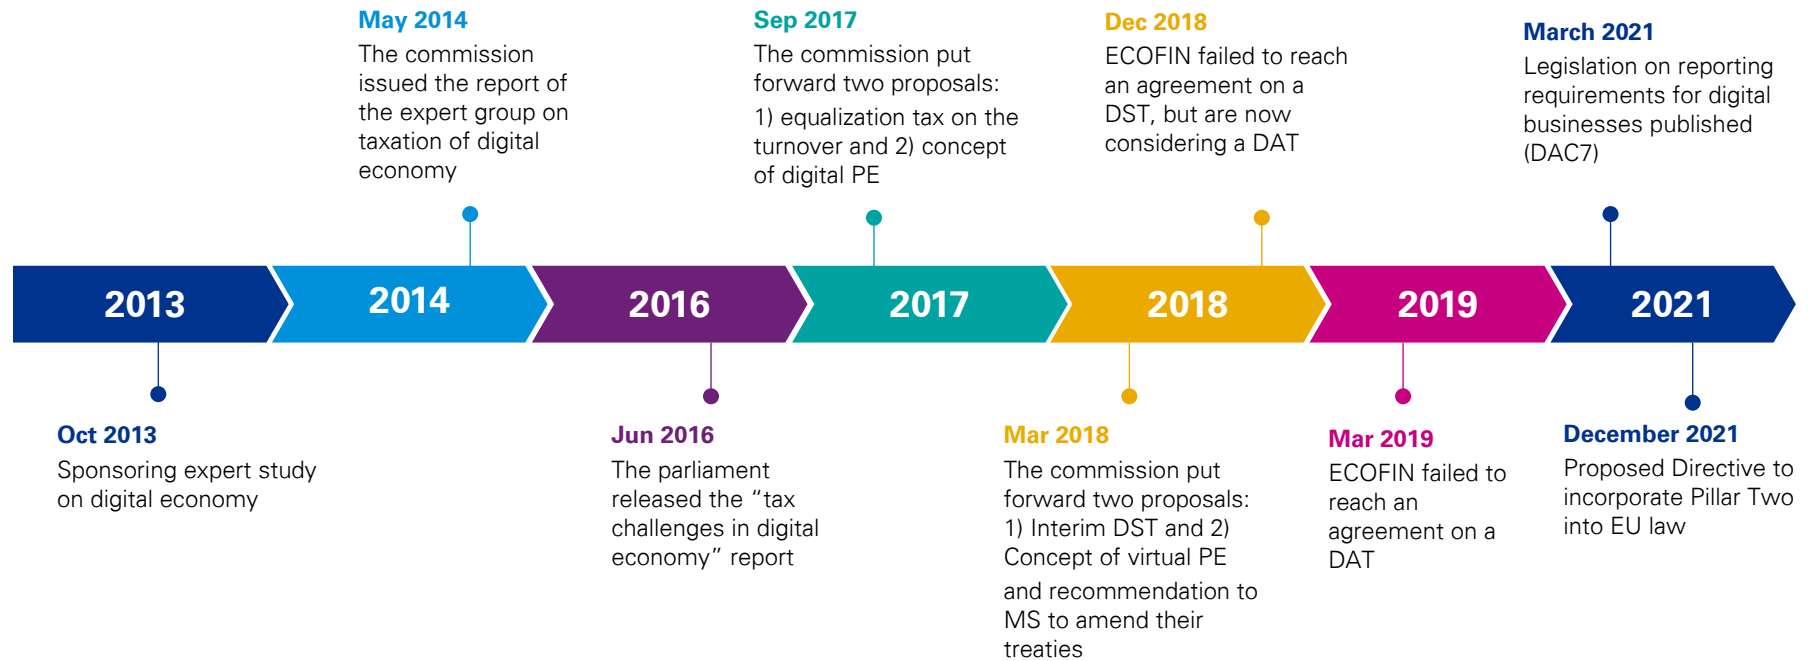 May 2014
The commission
issued the report of
the expert group on
taxation of digital
economy
Sep 2017
The commission put
forward two proposals:
1) equalization tax on the
turnover and 2) concept
of digital PE
Dec 2018
ECOFIN failed to reach
an agreement on a
DST, but are now
considering a DAT
March 2021
Legislation on reporting
requirements for digital
businesses published
(DAC7)
2013
2014
2016
2017
2018
2019
2021
Oct 2013
Sponsoring expert study
on digital economy
Jun 2016
The parliament
released the “tax
challenges in digital
economy” report
Mar 2018
The commission put
forward two proposals:
1) Interim DST and 2)
Concept of virtual PE
and recommendation to
MS to amend their
treaties
Mar 2019
ECOFIN failed to
reach an
agreement on a
DAT
December 2021
Proposed Directive to
incorporate Pillar Two
into EU law